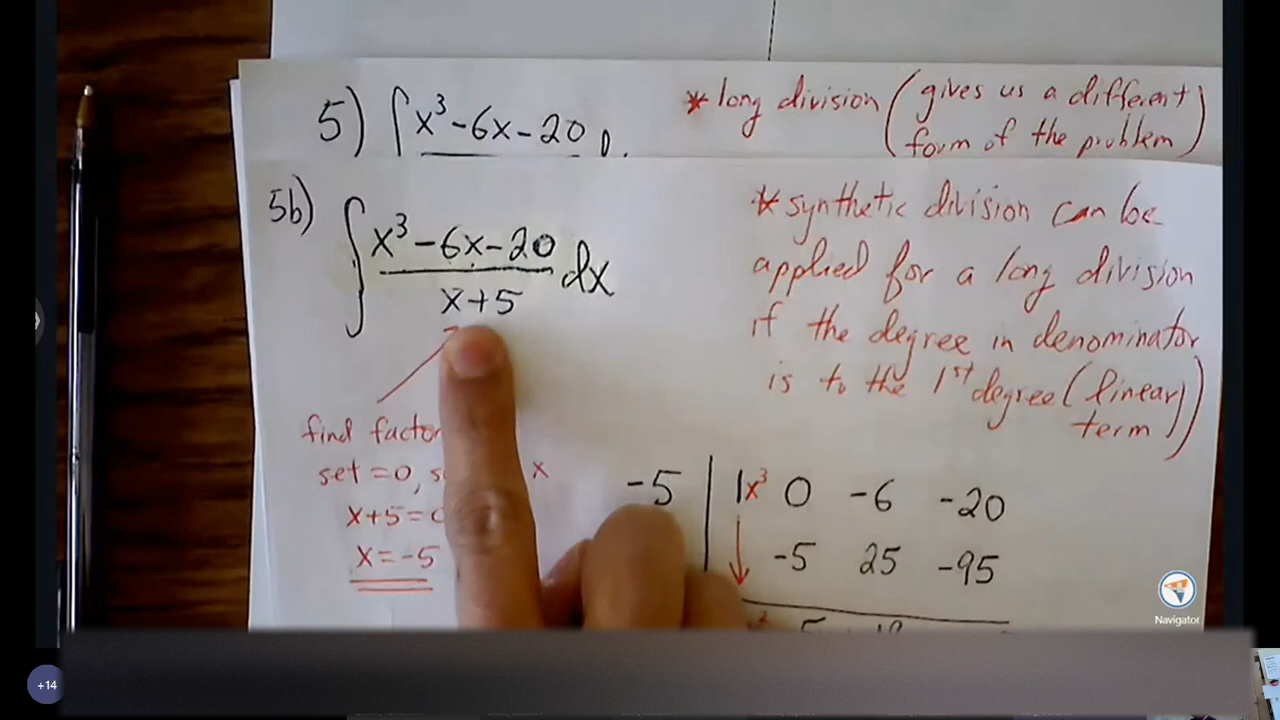 5) ∫ x³-6x-20
* long division (gives us a different
form of the problem)
5b) ∫ x³-6x-20 dx
x+5
* synthetic division can be
applied for a long division
if the degree in denominator
is to the 1st degree (linear
term))
find factor
set =0, x
x+5=
x=-5
-5 | 1x³ 0 -6 -20
-5 25 -95
Navigator
+14